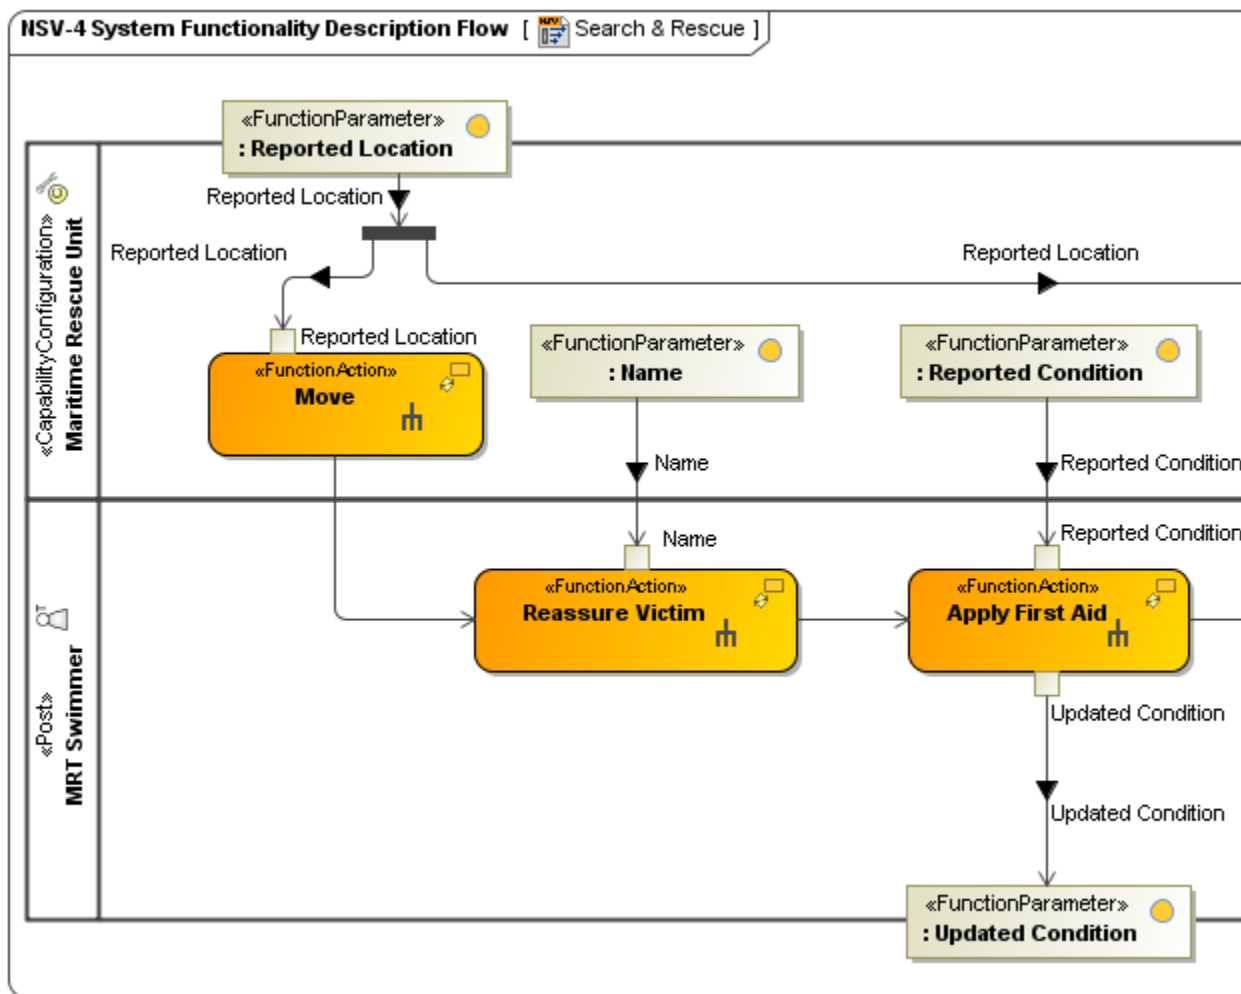 NSV-4 System Functionality Description Flow [ NSV Search & Rescue ]
«FunctionParameter»
: Reported Location
Reported Location
Reported Location
Reported Location
Reported Location
«CapabilityConfiguration»
Maritime Rescue Unit
«FunctionAction»
Move
«FunctionParameter»
: Name
«FunctionParameter»
: Reported Condition
Name
Reported Condition
Name
Reported Condition
«Post»
MRT Swimmer
«FunctionAction»
Reassure Victim
«FunctionAction»
Apply First Aid
Updated Condition
Updated Condition
«FunctionParameter»
: Updated Condition